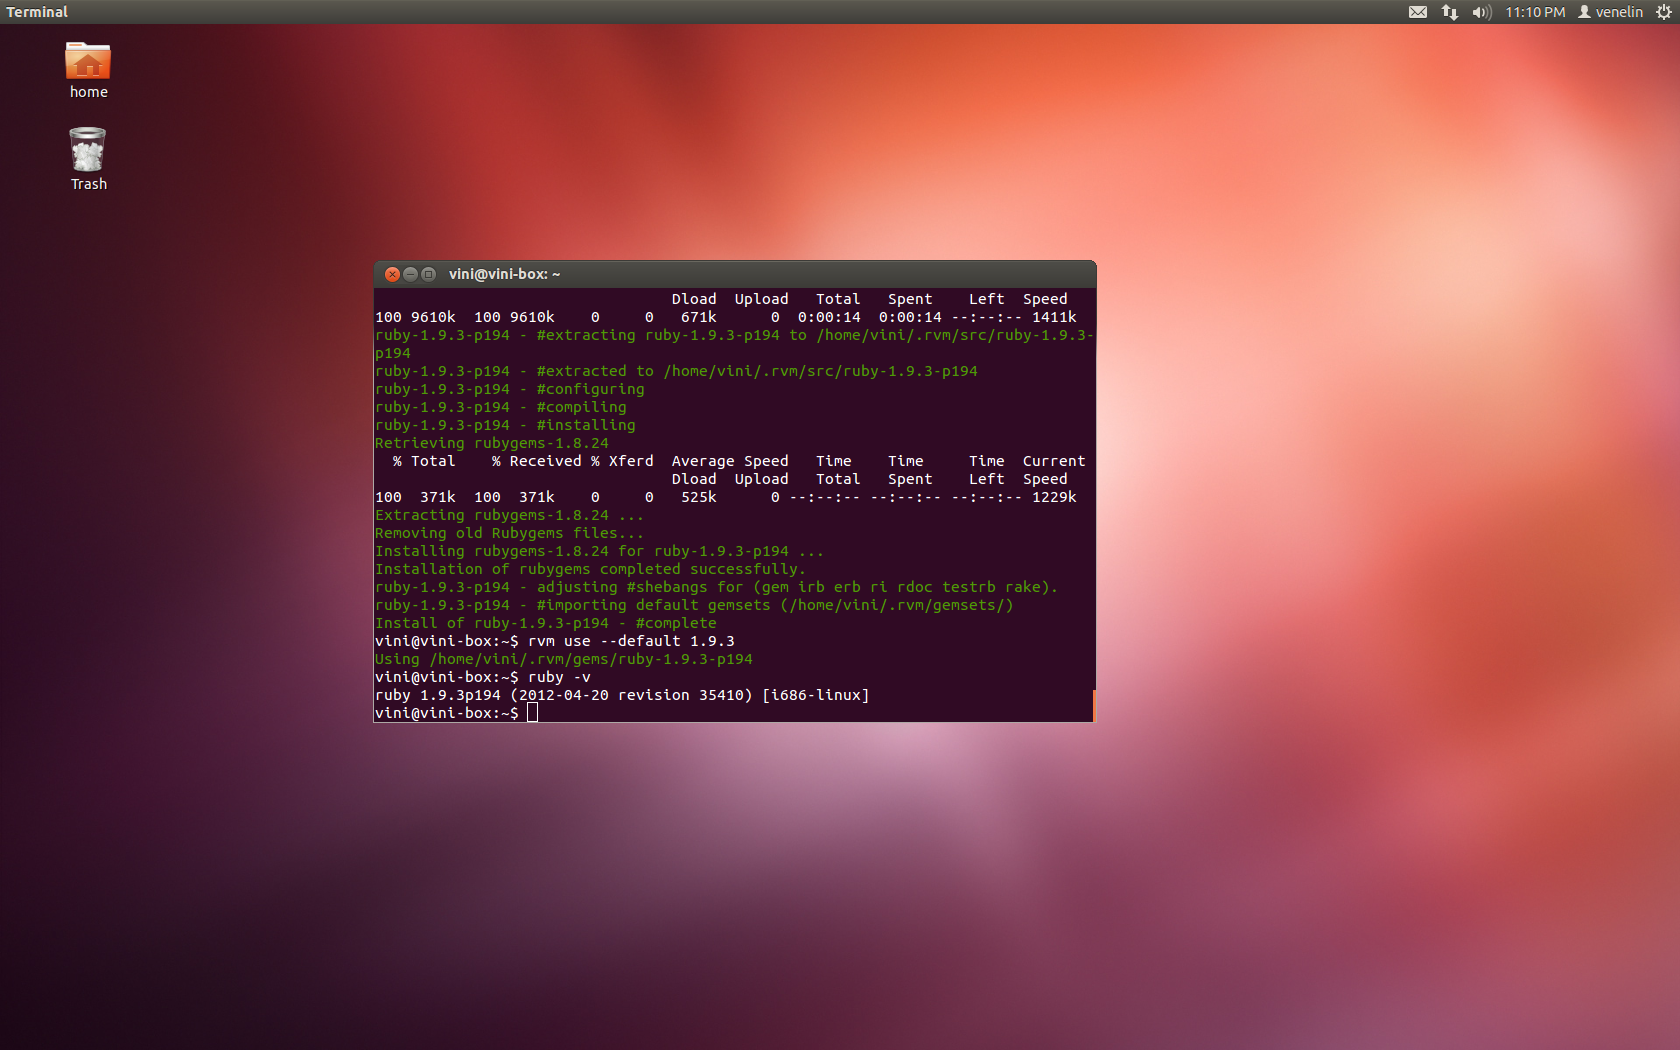 Terminal
11:10 PM venelin
home
Trash
vini@vini-box: ~
Dload Upload Total Spent Left Speed
100 9610k 100 9610k 0 0 671k 0 0:00:14 0:00:14 --:--:-- 1411k
ruby-1.9.3-p194 - #extracting ruby-1.9.3-p194 to /home/vini/.rvm/src/ruby-1.9.3-
p194
ruby-1.9.3-p194 - #extracted to /home/vini/.rvm/src/ruby-1.9.3-p194
ruby-1.9.3-p194 - #configuring
ruby-1.9.3-p194 - #compiling
ruby-1.9.3-p194 - #installing
Retrieving rubygems-1.8.24
% Total % Received % Xferd Average Speed Time Time Time Current
Dload Upload Total Spent Left Speed
100 371k 100 371k 0 0 525k 0 --:--:-- --:--:-- --:--:-- 1229k
Extracting rubygems-1.8.24 ...
Removing old Rubygems files...
Installing rubygems-1.8.24 for ruby-1.9.3-p194 ...
Installation of rubygems completed successfully.
ruby-1.9.3-p194 - adjusting #shebangs for (gem irb erb ri rdoc testrb rake).
ruby-1.9.3-p194 - #importing default gemsets (/home/vini/.rvm/gemsets/)
Install of ruby-1.9.3-p194 - #complete
vini@vini-box:~$ rvm use --default 1.9.3
Using /home/vini/.rvm/gems/ruby-1.9.3-p194
vini@vini-box:~$ ruby -v
ruby 1.9.3p194 (2012-04-20 revision 35410) [i686-linux]
vini@vini-box:~$